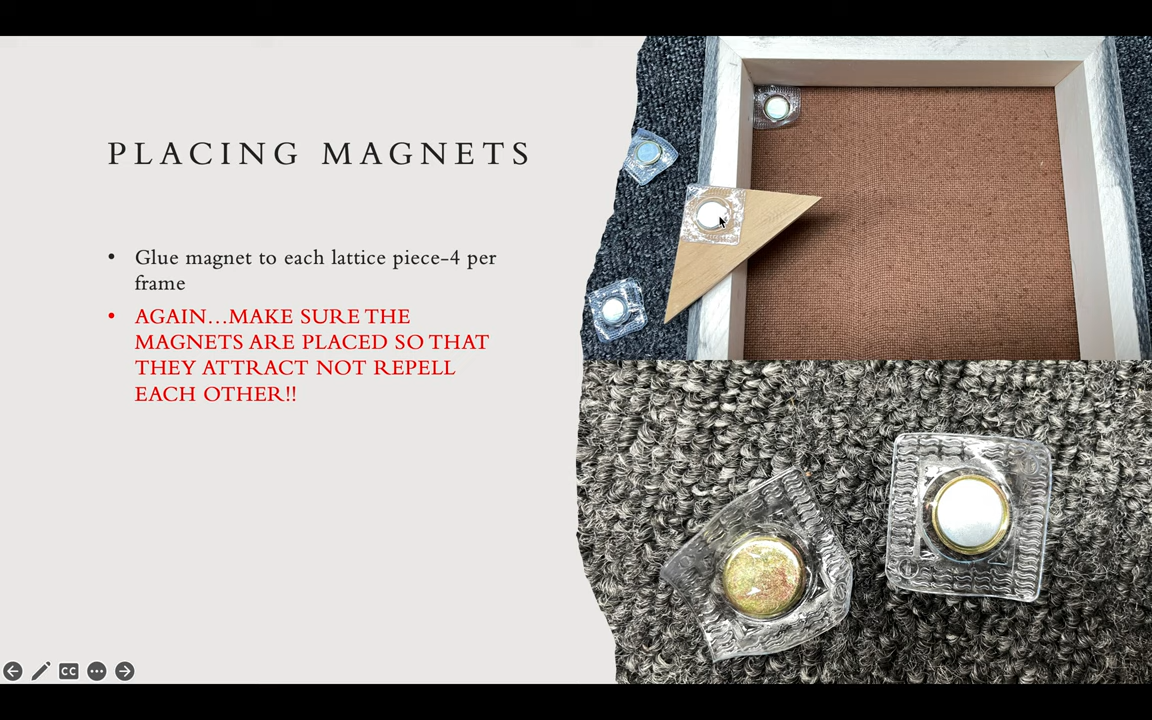 PLACING MAGNETS
• Glue magnet to each lattice piece-4 per
frame
• AGAIN...MAKE SURE THE
MAGNETS ARE PLACED SO THAT
THEY ATTRACT NOT REPELL
EACH OTHER!!
CC